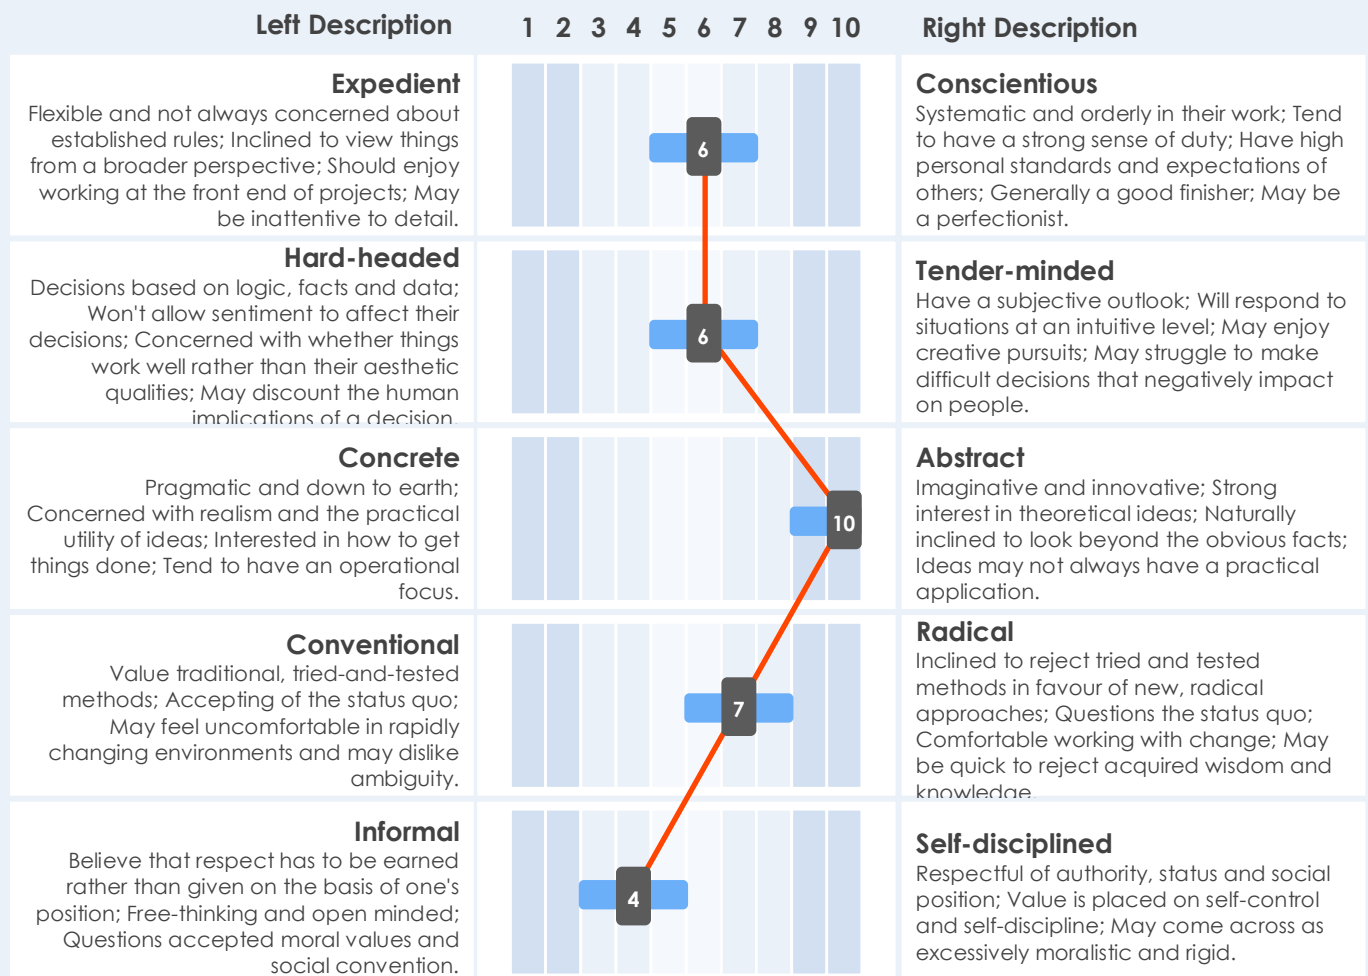 Left Description 1 2 3 4 5 6 7 8 9 10 Right Description
Expedient
Flexible and not always concerned about
established rules; Inclined to view things
from a broader perspective; Should enjoy
working at the front end of projects; May
be inattentive to detail.
6
Conscientious
Systematic and orderly in their work; Tend
to have a strong sense of duty; Have high
personal standards and expectations of
others; Generally a good finisher; May be
a perfectionist.
Hard-headed
Decisions based on logic, facts and data;
Won't allow sentiment to affect their
decisions; Concerned with whether things
work well rather than their aesthetic
qualities; May discount the human
implications of a decision.
6
Tender-minded
Have a subjective outlook; Will respond to
situations at an intuitive level; May enjoy
creative pursuits; May struggle to make
difficult decisions that negatively impact
on people.
Concrete
Pragmatic and down to earth;
Concerned with realism and the practical
utility of ideas; Interested in how to get
things done; Tend to have an operational
focus.
10
Abstract
Imaginative and innovative; Strong
interest in theoretical ideas; Naturally
inclined to look beyond the obvious facts;
Ideas may not always have a practical
application.
Conventional
Value traditional, tried-and-tested
methods; Accepting of the status quo;
May feel uncomfortable in rapidly
changing environments and may dislike
ambiguity.
7
Radical
Inclined to reject tried and tested
methods in favour of new, radical
approaches; Questions the status quo;
Comfortable working with change; May
be quick to reject acquired wisdom and
knowledge.
Informal
Believe that respect has to be earned
rather than given on the basis of one's
position; Free-thinking and open minded;
Questions accepted moral values and
social convention.
4
Self-disciplined
Respectful of authority, status and social
position; Value is placed on self-control
and self-discipline; May come across as
excessively moralistic and rigid.